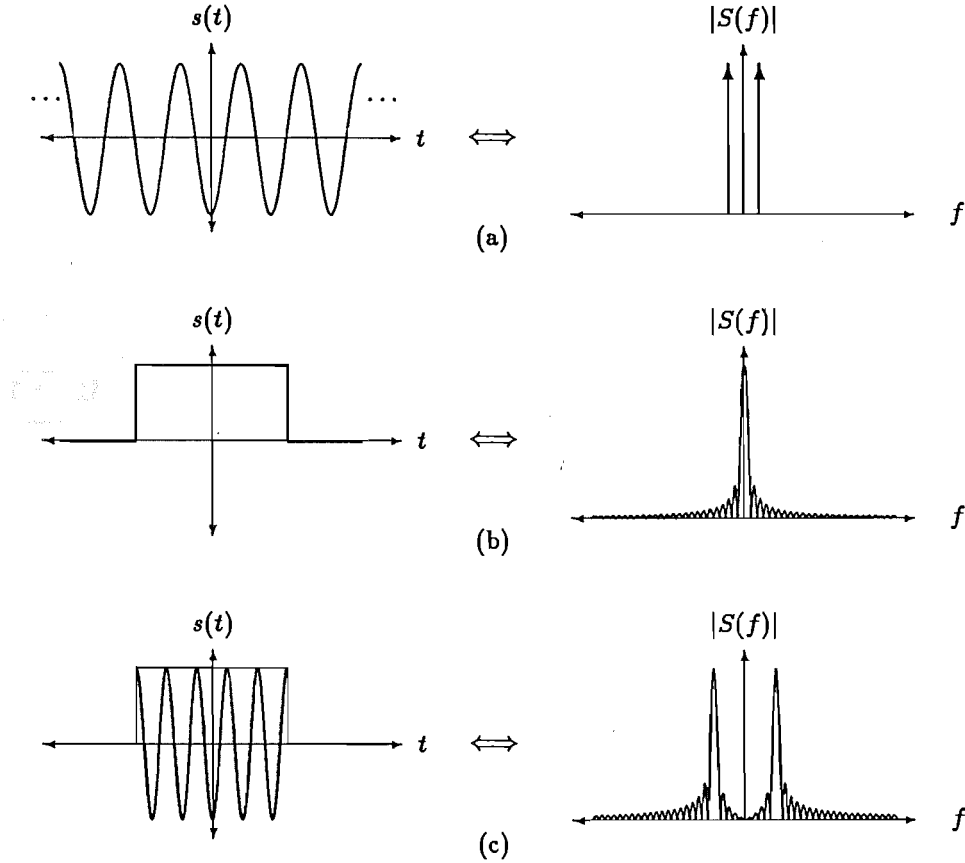 s(t) |S(f)|
... ... t ⟺ f
(a)
s(t) |S(f)|
t ⟺ f
(b)
s(t) |S(f)|
t ⟺ f
(c)